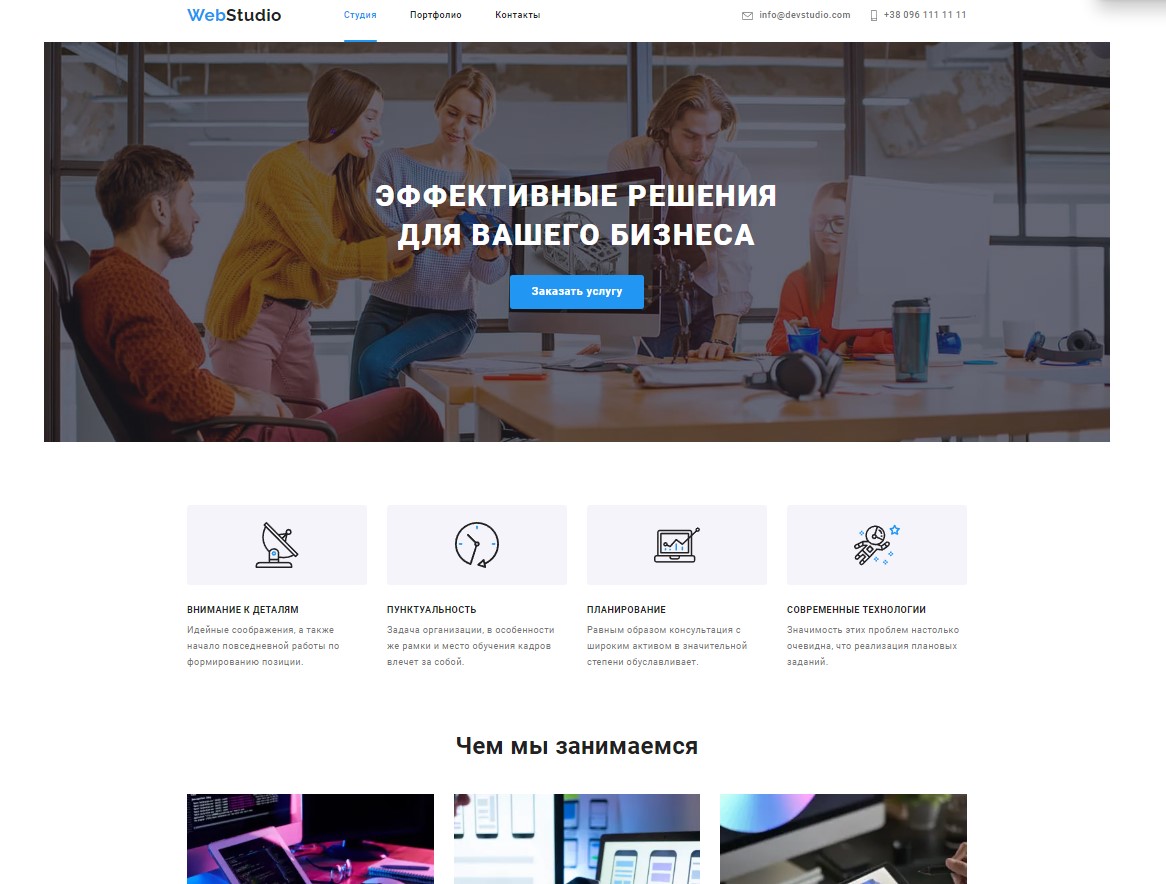 WebStudio
Студия
Портфолио
Контакты
info@devstudio.com
+38 096 111 11 11
ЭФФЕКТИВНЫЕ РЕШЕНИЯ
ДЛЯ ВАШЕГО БИЗНЕСА
Заказать услугу
ВНИМАНИЕ К ДЕТАЛЯМ
Идейные соображения, а также
начало повседневной работы по
формированию позиции.
ПУНКТУАЛЬНОСТЬ
Задача организации, в особенности
же рамки и место обучения кадров
влечет за собой.
ПЛАНИРОВАНИЕ
Равным образом консультация с
широким активом в значительной
степени обуславливает.
СОВРЕМЕННЫЕ ТЕХНОЛОГИИ
Значимость этих проблем настолько
очевидна, что реализация плановых
заданий.
Чем мы занимаемся